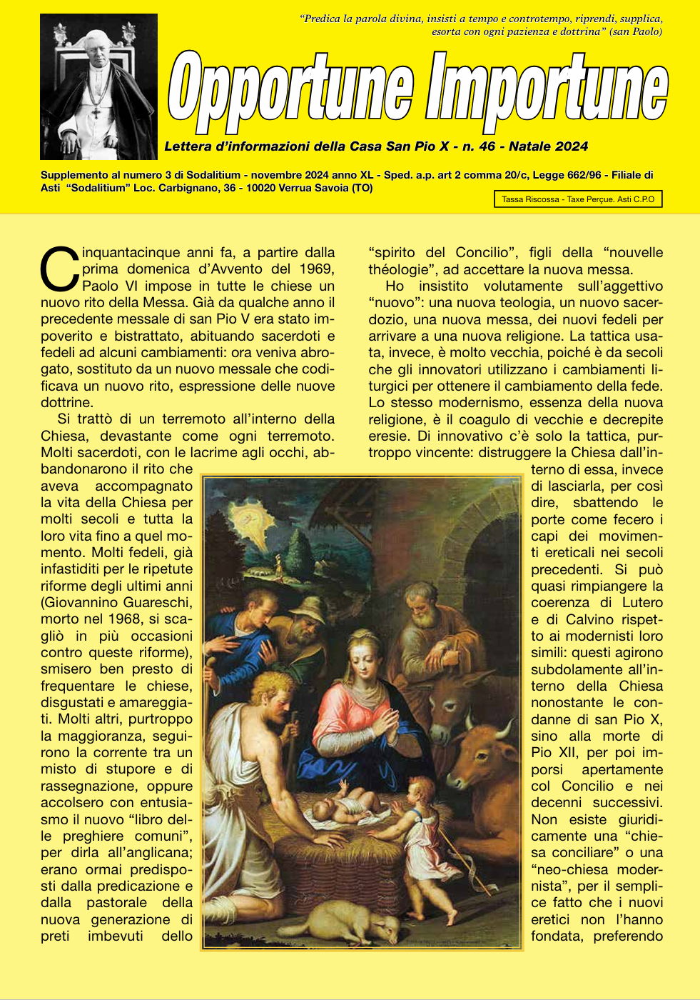 “Predica la parola divina, insisti a tempo e controtempo, riprendi, supplica,
esorta con ogni pazienza e dottrina” (san Paolo)
Opportune Importune
Lettera d’informazioni della Casa San Pio X - n. 46 - Natale 2024
Supplemento al numero 3 di Sodalitium - novembre 2024 anno XL - Sped. a.p. art 2 comma 20/c, Legge 662/96 - Filiale di
Asti “Sodalitium” Loc. Carbignano, 36 - 10020 Verrua Savoia (TO)
Tassa Riscossa - Taxe Perçue. Asti C.P.O
Cinquantacinque anni fa, a partire dalla
prima domenica d’Avvento del 1969,
Paolo VI impose in tutte le chiese un
nuovo rito della Messa. Già da qualche anno il
precedente messale di san Pio V era stato im-
poverito e bistrattato, abituando sacerdoti e
fedeli ad alcuni cambiamenti: ora veniva abro-
gato, sostituto da un nuovo messale che codi-
ficava un nuovo rito, espressione delle nuove
dottrine.
Si trattò di un terremoto all’interno della
Chiesa, devastante come ogni terremoto.
Molti sacerdoti, con le lacrime agli occhi, ab-
bandonarono il rito che
aveva accompagnato
la vita della Chiesa per
molti secoli e tutta la
loro vita fino a quel mo-
mento. Molti fedeli, già
infastiditi per le ripetute
riforme degli ultimi anni
(Giovannino Guareschi,
morto nel 1968, si sca-
gliò in più occasioni
contro queste riforme),
smisero ben presto di
frequentare le chiese,
disgustati e amareggia-
ti. Molti altri, purtroppo
la maggioranza, segui-
rono la corrente tra un
misto di stupore e di
rassegnazione, oppure
accolsero con entusia-
smo il nuovo “libro del-
le preghiere comuni”,
per dirla all’anglicana;
erano ormai predispo-
sti dalla predicazione e
dalla pastorale della
nuova generazione di
preti imbevuti dello
“spirito del Concilio”, figli della “nouvelle
théologie”, ad accettare la nuova messa.
Ho insistito volutamente sull’aggettivo
“nuovo”: una nuova teologia, un nuovo sacer-
dozio, una nuova messa, dei nuovi fedeli per
arrivare a una nuova religione. La tattica usa-
ta, invece, è molto vecchia, poiché è da secoli
che gli innovatori utilizzano i cambiamenti li-
turgici per ottenere il cambiamento della fede.
Lo stesso modernismo, essenza della nuova
religione, è il coagulo di vecchie e decrepite
eresie. Di innovativo c’è solo la tattica, pur-
troppo vincente: distruggere la Chiesa dall’in-
terno di essa, invece
di lasciarla, per così
dire, sbattendo le
porte come fecero i
capi dei movimen-
ti ereticali nei secoli
precedenti. Si può
quasi rimpiangere la
coerenza di Lutero
e di Calvino rispet-
to ai modernisti loro
simili: questi agirono
subdolamente all’in-
terno della Chiesa
nonostante le con-
danne di san Pio X,
sino alla morte di
Pio XII, per poi im-
porsi apertamente
col Concilio e nei
decenni successivi.
Non esiste giuridi-
camente una “chie-
sa conciliare” o una
“neo-chiesa moder-
nista”, per il sempli-
ce fatto che i nuovi
eretici non l’hanno
fondata, preferendo